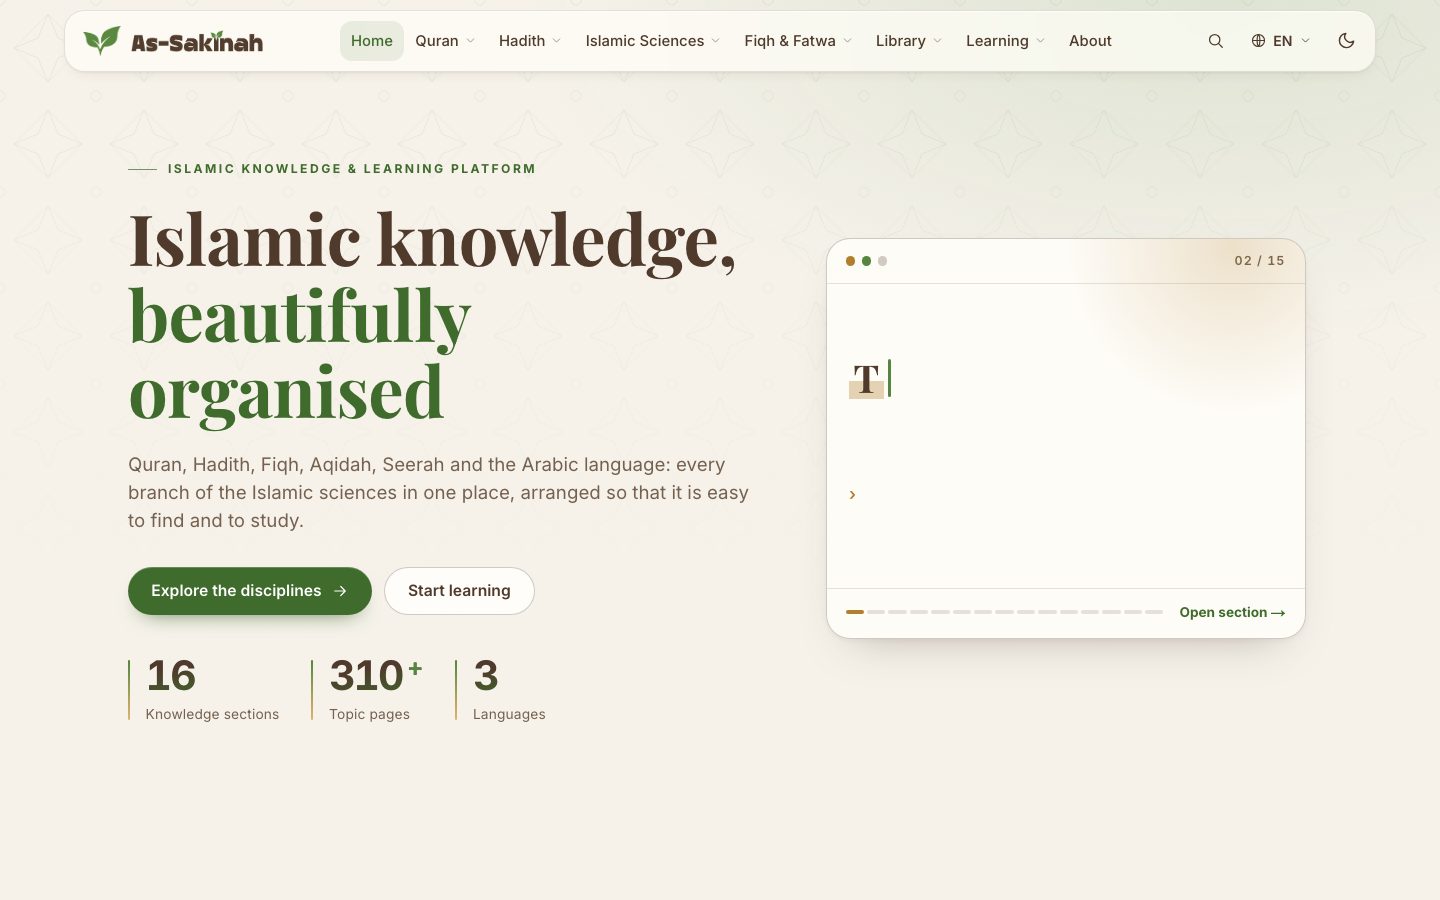 As-Sakinah
Home Quran Hadith Islamic Sciences Fiqh & Fatwa Library Learning About EN
ISLAMIC KNOWLEDGE & LEARNING PLATFORM
Islamic knowledge,
beautifully
organised
Quran, Hadith, Fiqh, Aqidah, Seerah and the Arabic language: every
branch of the Islamic sciences in one place, arranged so that it is easy
to find and to study.
Explore the disciplines → Start learning
16 310+ 3
Knowledge sections Topic pages Languages
02 / 15
T
›
Open section →